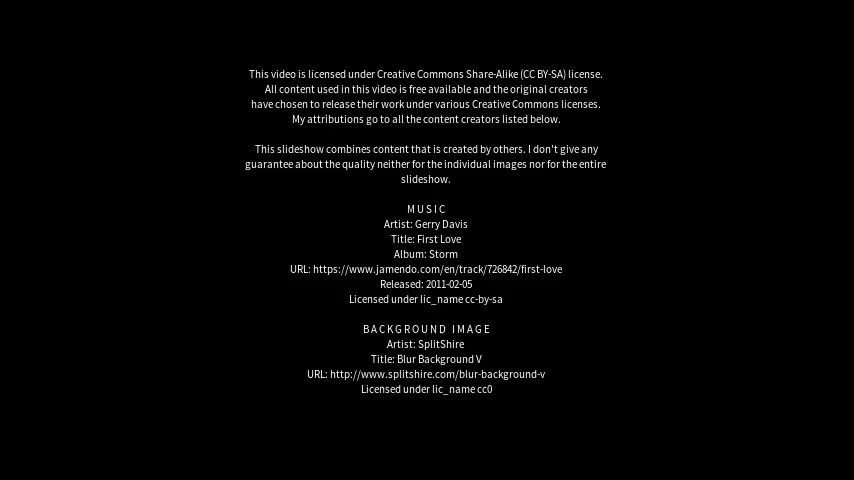 This video is licensed under Creative Commons Share-Alike (CC BY-SA) license.
All content used in this video is free available and the original creators
have chosen to release their work under various Creative Commons licenses.
My attributions go to all the content creators listed below.
This slideshow combines content that is created by others. I don't give any
guarantee about the quality neither for the individual images nor for the entire
slideshow.
MUSIC
Artist: Gerry Davis
Title: First Love
Album: Storm
URL: https://www.jamendo.com/en/track/726842/first-love
Released: 2011-02-05
Licensed under lic_name cc-by-sa
BACKGROUND IMAGE
Artist: SplitShire
Title: Blur Background V
URL: http://www.splitshire.com/blur-background-v
Licensed under lic_name cc0